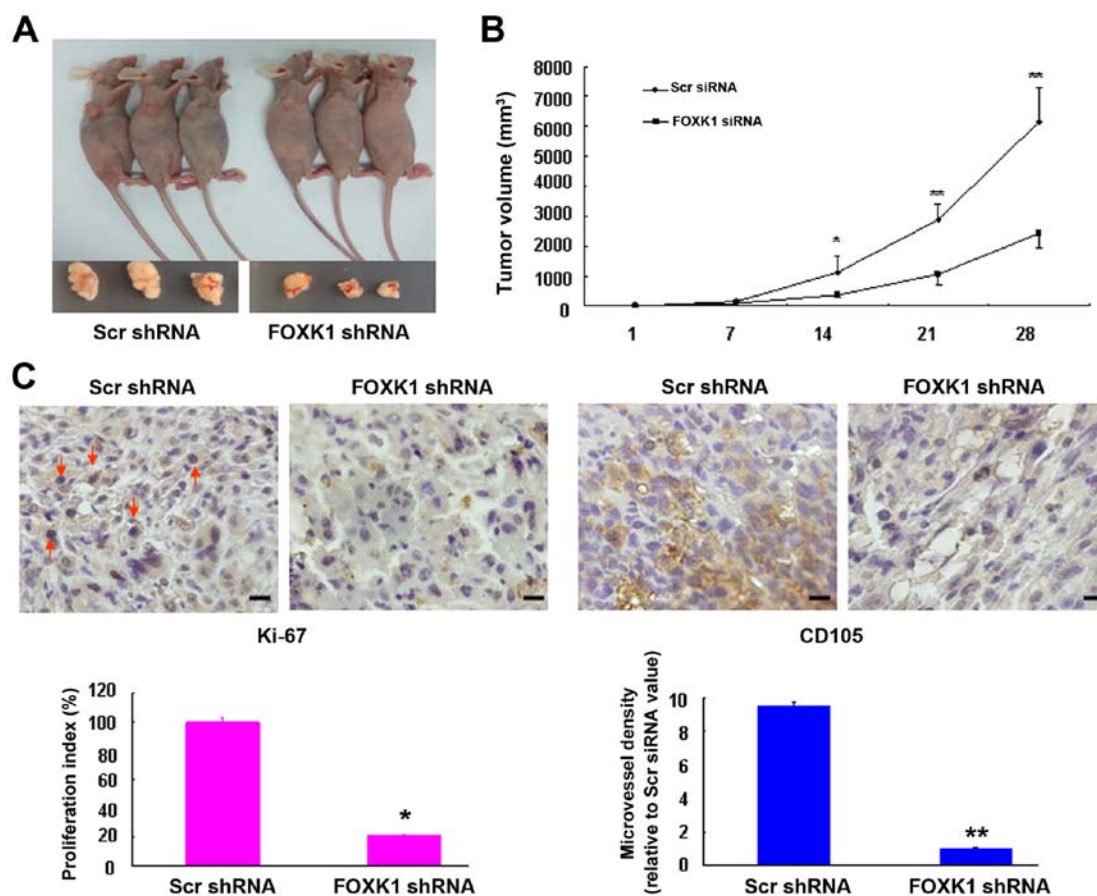 A
Scr shRNA FOXK1 shRNA
B
Tumor volume (mm³)
8000
7000
6000
5000
4000
3000
2000
1000
0
Scr siRNA
FOXK1 siRNA
*
**
**
1 7 14 21 28
C
Scr shRNA FOXK1 shRNA Scr shRNA FOXK1 shRNA
Ki-67 CD105
Proliferation index (%)
120
100
80
60
40
20
0
*
Scr shRNA FOXK1 shRNA
Microvessel density
(relative to Scr siRNA value)
10
8
6
4
2
0
**
Scr shRNA FOXK1 shRNA